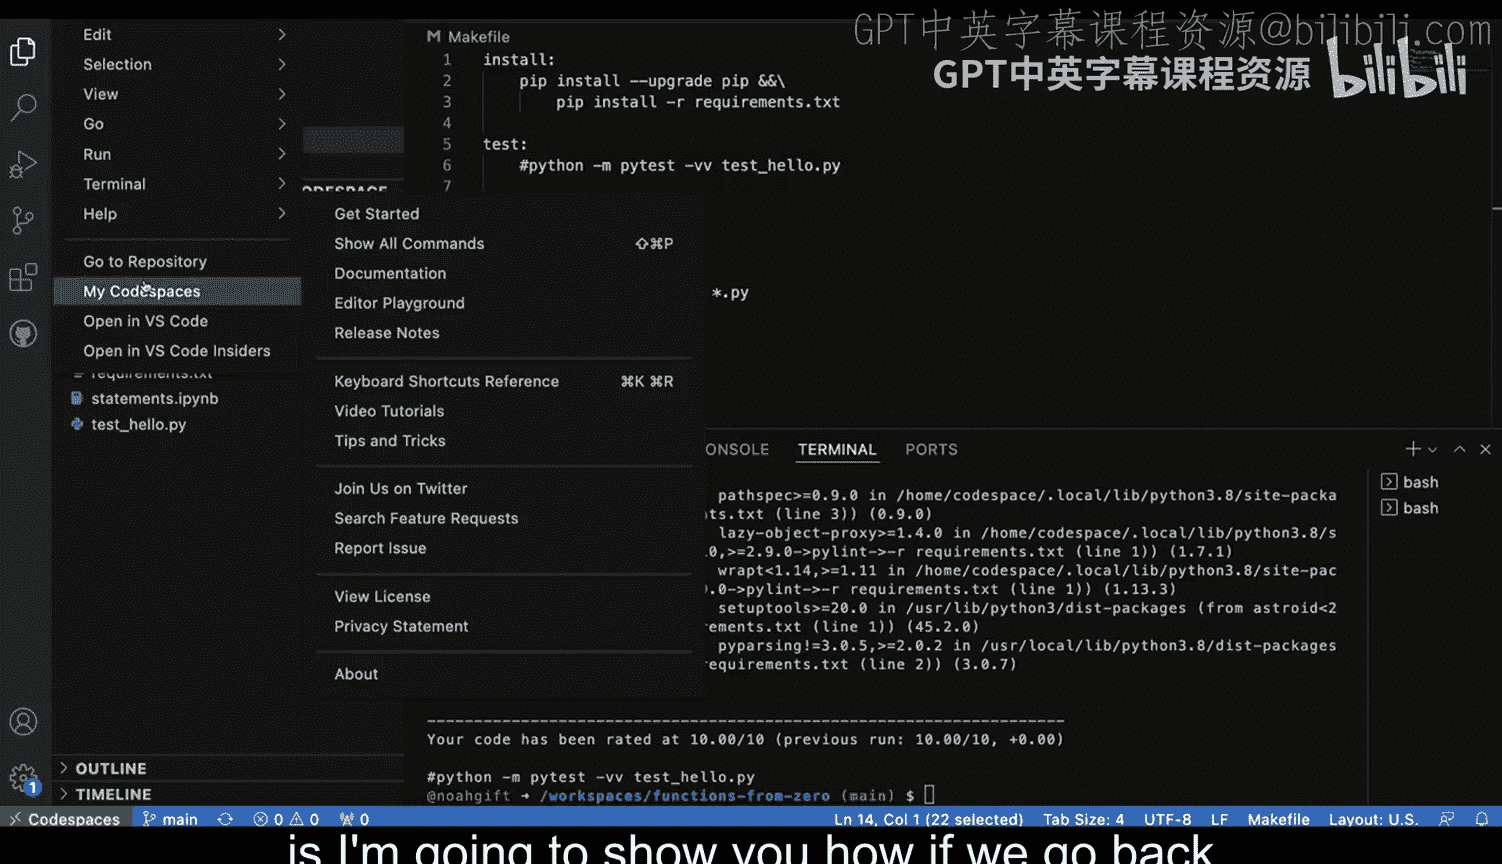 GPT中英字幕课程资源@bilibili.com
GPT中英字幕课程资源 bilibili
Edit
Selection
View
Go
Run
Terminal
Help
Go to Repository
My Codespaces
Open in VS Code
Open in VS Code Insiders
requirements.txt
statements.ipynb
test_hello.py
OUTLINE
TIMELINE
ODESPACE
Get Started
Show All Commands ⇧⌘P
Documentation
Editor Playground
Release Notes
Keyboard Shortcuts Reference ⌘K ⌘R
Video Tutorials
Tips and Tricks
Join Us on Twitter
Search Feature Requests
Report Issue
View License
Privacy Statement
About
Makefile
1 install:
2 pip install --upgrade pip &&\
3 pip install -r requirements.txt
4
5 test:
6 #python -m pytest -vv test_hello.py
7
*.py
ONSOLE TERMINAL PORTS
bash
bash
pathspec>=0.9.0 in /home/codespace/.local/lib/python3.8/site-packa
ts.txt (line 3)) (0.9.0)
lazy-object-proxy>=1.4.0 in /home/codespace/.local/lib/python3.8/s
.0,>=2.9.0->pylint->-r requirements.txt (line 1)) (1.7.1)
wrapt<1.14,>=1.11 in /home/codespace/.local/lib/python3.8/site-pac
.0->pylint->-r requirements.txt (line 1)) (1.13.3)
setuptools>=20.0 in /usr/lib/python3/dist-packages (from astroid<2
rements.txt (line 1)) (45.2.0)
pyparsing!=3.0.5,>=2.0.2 in /usr/local/lib/python3.8/dist-packages
requirements.txt (line 2)) (3.0.7)
------------------------------------------------------------------
Your code has been rated at 10.00/10 (previous run: 10.00/10, +0.00)
#python -m pytest -vv test_hello.py
@noahgift ➜ /workspaces/functions-from-zero (main) $
1
Codespaces main 0 0 0 Ln 14, Col 1 (22 selected) Tab Size: 4 UTF-8 LF Makefile Layout: U.S.
is I'm going to show you how if we go back